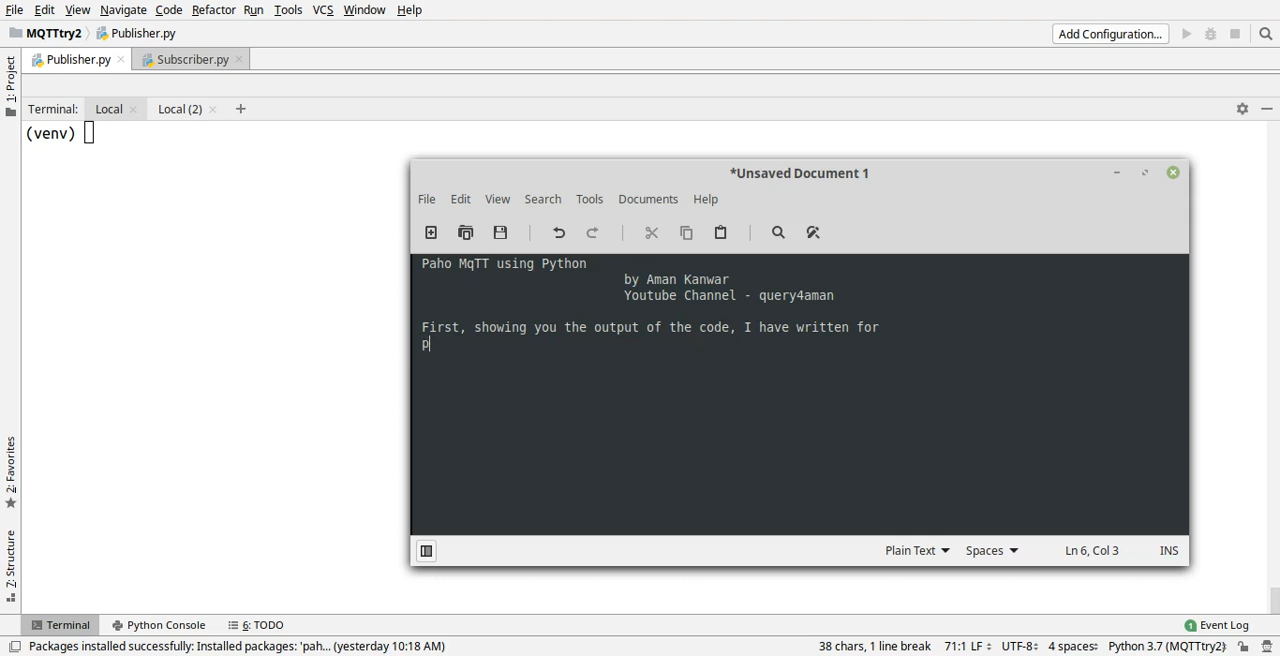 File Edit View Navigate Code Refactor Run Tools VCS Window Help
MQTTtry2 Publisher.py Add Configuration...
Publisher.py Subscriber.py
1: Project
Terminal: Local Local (2)
(venv)
*Unsaved Document 1
File Edit View Search Tools Documents Help
Paho MqTT using Python
by Aman Kanwar
Youtube Channel - query4aman
First, showing you the output of the code, I have written for
p
Plain Text Spaces Ln 6, Col 3 INS
2: Favorites
7: Structure
Terminal Python Console 6: TODO 1 Event Log
Packages installed successfully: Installed packages: 'pah... (yesterday 10:18 AM) 38 chars, 1 line break 71:1 LF UTF-8 4 spaces Python 3.7 (MQTTtry2)